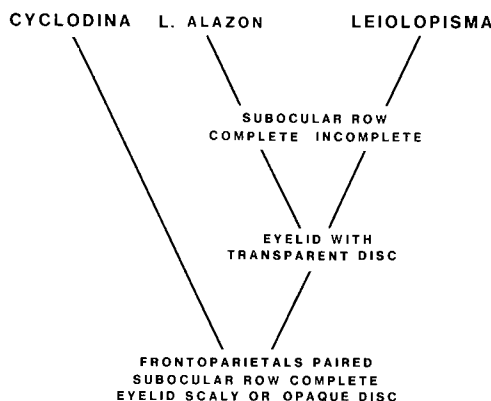 CYCLODINA L. ALAZON LEIOLOPISMA
SUBOCULAR ROW
COMPLETE INCOMPLETE
EYELID WITH
TRANSPARENT DISC
FRONTOPARIETALS PAIRED
SUBOCULAR ROW COMPLETE
EYELID SCALY OR OPAQUE DISC